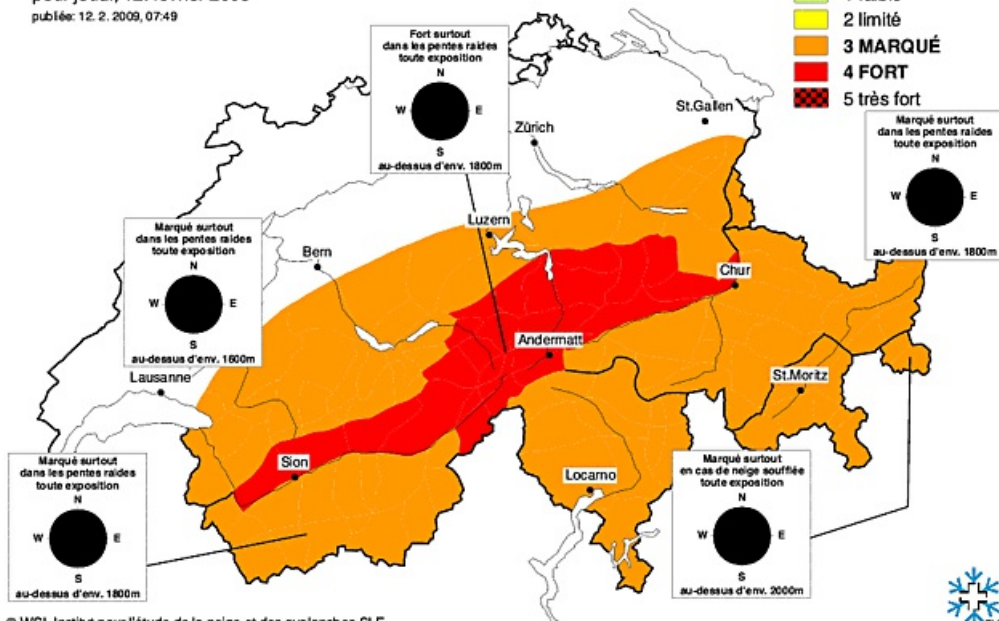 publiée: 12. 2. 2009, 07:49
2 limité
3 MARQUÉ
4 FORT
5 très fort
Fort surtout
dans les pentes raides
toute exposition
N
W E
S
au-dessus d'env. 1800m
St.Gallen
Zürich
Marqué surtout
dans les pentes raides
toute exposition
N
W E
S
au-dessus d'env. 1800m
Luzern
Bern
Marqué surtout
dans les pentes raides
toute exposition
N
W E
S
au-dessus d'env. 1600m
Chur
Andermatt
Lausanne
St.Moritz
Sion
Locarno
Marqué surtout
dans les pentes raides
toute exposition
N
W E
S
au-dessus d'env. 1800m
Marqué surtout
en cas de neige soufflée
toute exposition
N
W E
S
au-dessus d'env. 2000m